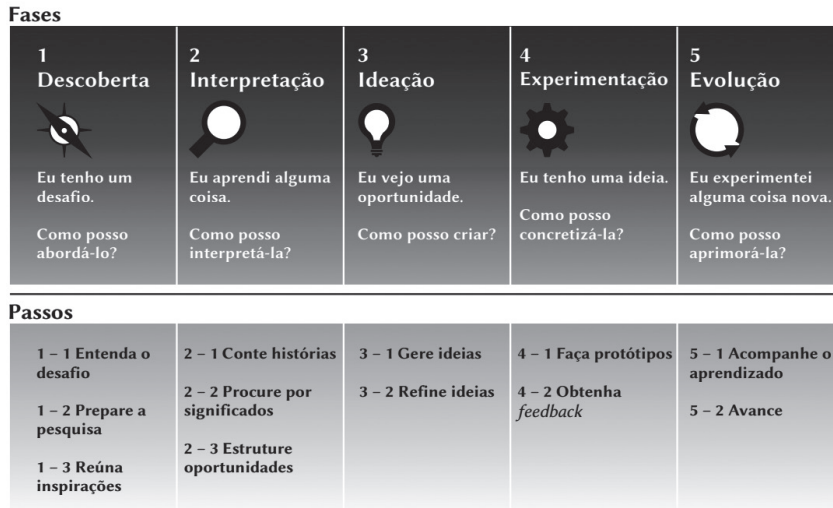 Fases
1
Descoberta
Eu tenho um
desafio.
Como posso
abordá-lo?
2
Interpretação
Eu aprendi alguma
coisa.
Como posso
interpretá-la?
3
Ideação
Eu vejo uma
oportunidade.
Como posso criar?
4
Experimentação
Eu tenho uma ideia.
Como posso
concretizá-la?
5
Evolução
Eu experimentei
alguma coisa nova.
Como posso
aprimorá-la?
Passos
1 – 1 Entenda o
desafio
1 – 2 Prepare a
pesquisa
1 – 3 Reúna
inspirações
2 – 1 Conte histórias
2 – 2 Procure por
significados
2 – 3 Estruture
oportunidades
3 – 1 Gere ideias
3 – 2 Refine ideias
4 – 1 Faça protótipos
4 – 2 Obtenha
feedback
5 – 1 Acompanhe o
aprendizado
5 – 2 Avance